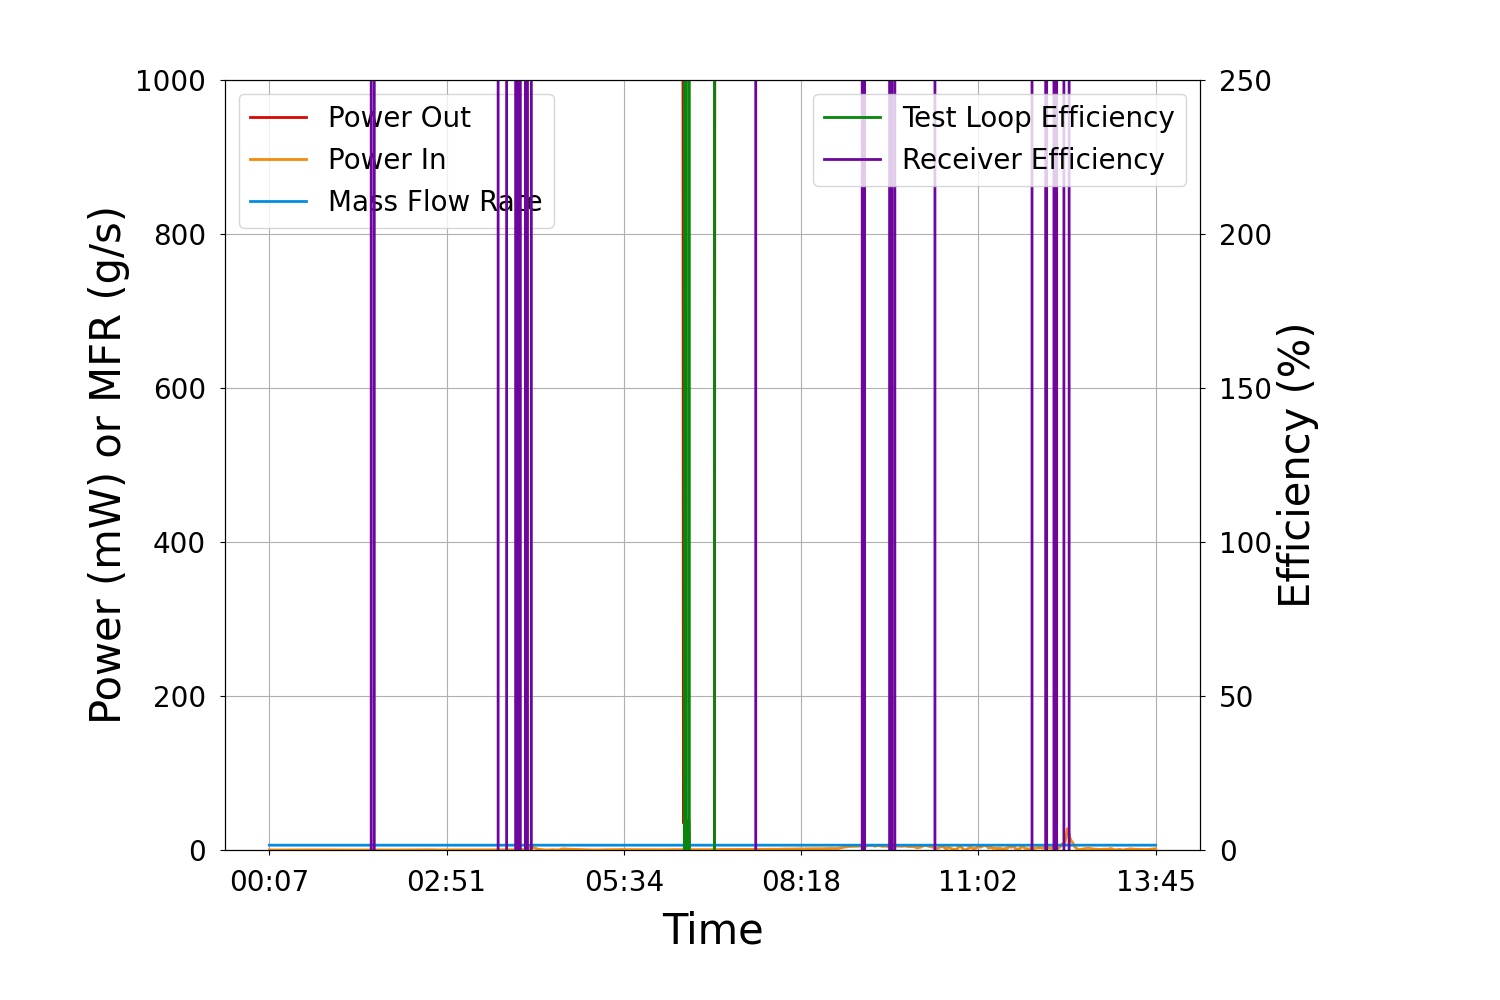 1000
800
600
400
200
0
Power (mW) or MFR (g/s)
Power Out
Power In
Mass Flow Rate
Test Loop Efficiency
Receiver Efficiency
250
200
150
100
50
0
Efficiency (%)
00:07 02:51 05:34 08:18 11:02 13:45
Time